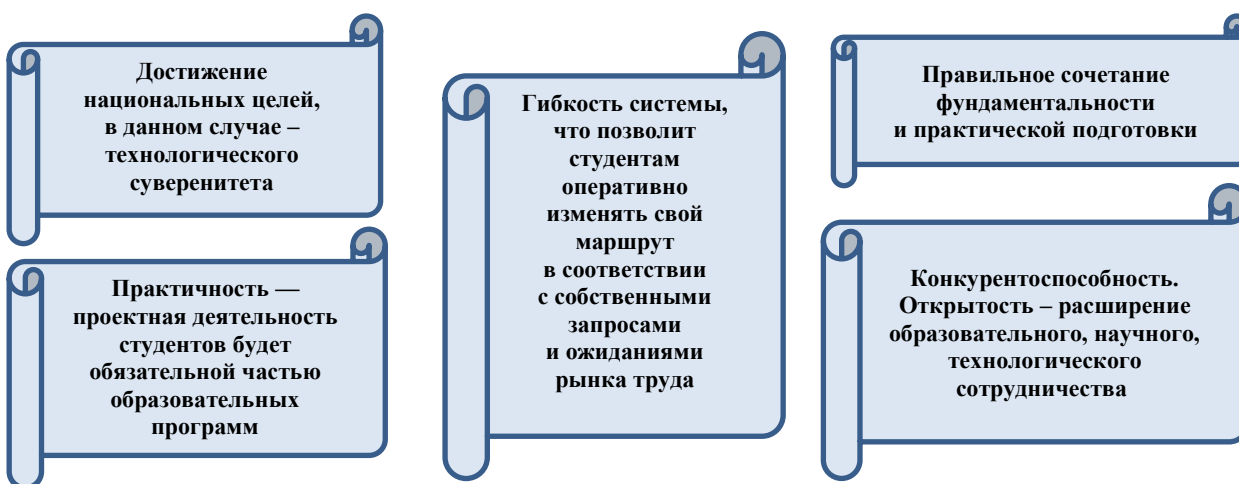 Достижение
национальных целей,
в данном случае –
технологического
суверенитета
Практичность —
проектная деятельность
студентов будет
обязательной частью
образовательных
программ
Гибкость системы,
что позволит
студентам
оперативно
изменять свой
маршрут
в соответствии
с собственными
запросами
и ожиданиями
рынка труда
Правильное сочетание
фундаментальности
и практической подготовки
Конкурентоспособность.
Открытость – расширение
образовательного, научного,
технологического
сотрудничества